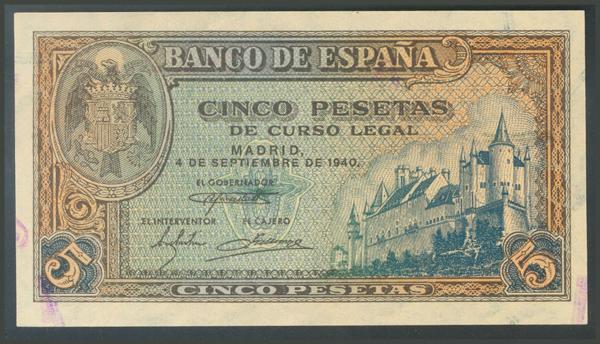 BANCO DE ESPAÑA
CINCO PESETAS
DE CURSO LEGAL
MADRID,
4 DE SEPTIEMBRE DE 1940.
EL GOBERNADOR
EL INTERVENTOR EL CAJERO
5 5
CINCO PESETAS